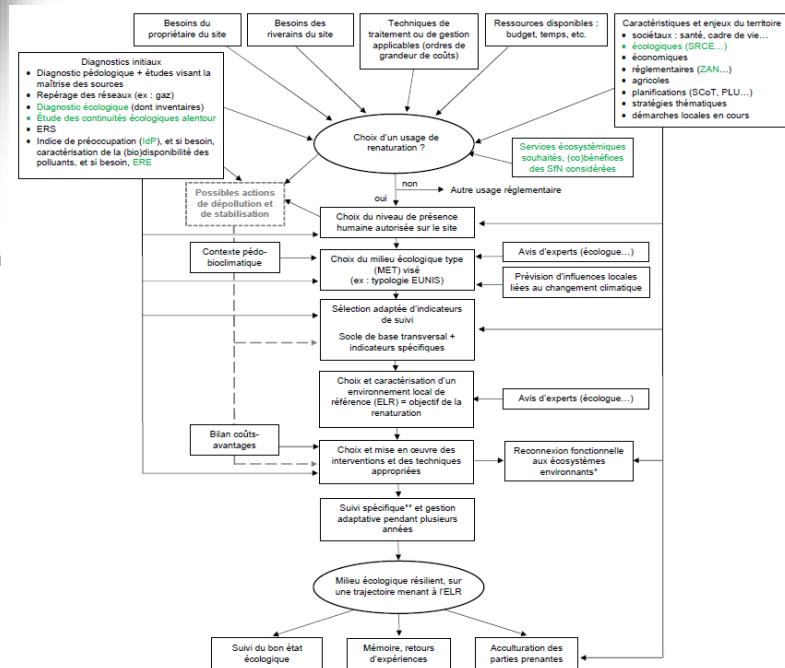 Besoins du
propriétaire du site
Besoins des
riverains du site
Techniques de
traitement ou de gestion
applicables (ordres de
grandeur de coûts)
Ressources disponibles :
budget, temps, etc.
Caractéristiques et enjeux du territoire
• sociétaux : santé, cadre de vie…
• écologiques (SRCE…)
• économiques
• règlementaires (ZAN…)
• agricoles
• planifications (SCoT, PLU…)
• stratégies thématiques
• démarches locales en cours
Diagnostics initiaux
• Diagnostic pédologique + études visant la
maîtrise des sources
• Repérage des réseaux (ex : gaz)
• Diagnostic écologique (dont inventaires)
• Étude des continuités écologiques alentour
• ERS
• Indice de préoccupation (IdP), et si besoin,
caractérisation de la (bio)disponibilité des
polluants, et si besoin, ERE
Choix d'un usage de
renaturation ?
Services écosystémiques
souhaités, (co)bénéfices
des SfN considérées
non
Autre usage réglementaire
oui
Possibles actions
de dépollution et
de stabilisation
Choix du niveau de présence
humaine autorisée sur le site
Contexte pédo-
bioclimatique
Choix du milieu écologique type
(MET) visé
(ex : typologie EUNIS)
Avis d'experts (écologue…)
Prévision d'influences locales
liées au changement climatique
Sélection adaptée d'indicateurs
de suivi
Socle de base transversal +
indicateurs spécifiques
Choix et caractérisation d'un
environnement local de
référence (ELR) = objectif de la
renaturation
Avis d'experts (écologue…)
Bilan coûts-
avantages
Choix et mise en œuvre des
interventions et des techniques
appropriées
Reconnexion fonctionnelle
aux écosystèmes
environnants*
Suivi spécifique** et gestion
adaptative pendant plusieurs
années
Milieu écologique résilient, sur
une trajectoire menant à l'ELR
Suivi du bon état
écologique
Mémoire, retours
d'expériences
Acculturation des
parties prenantes